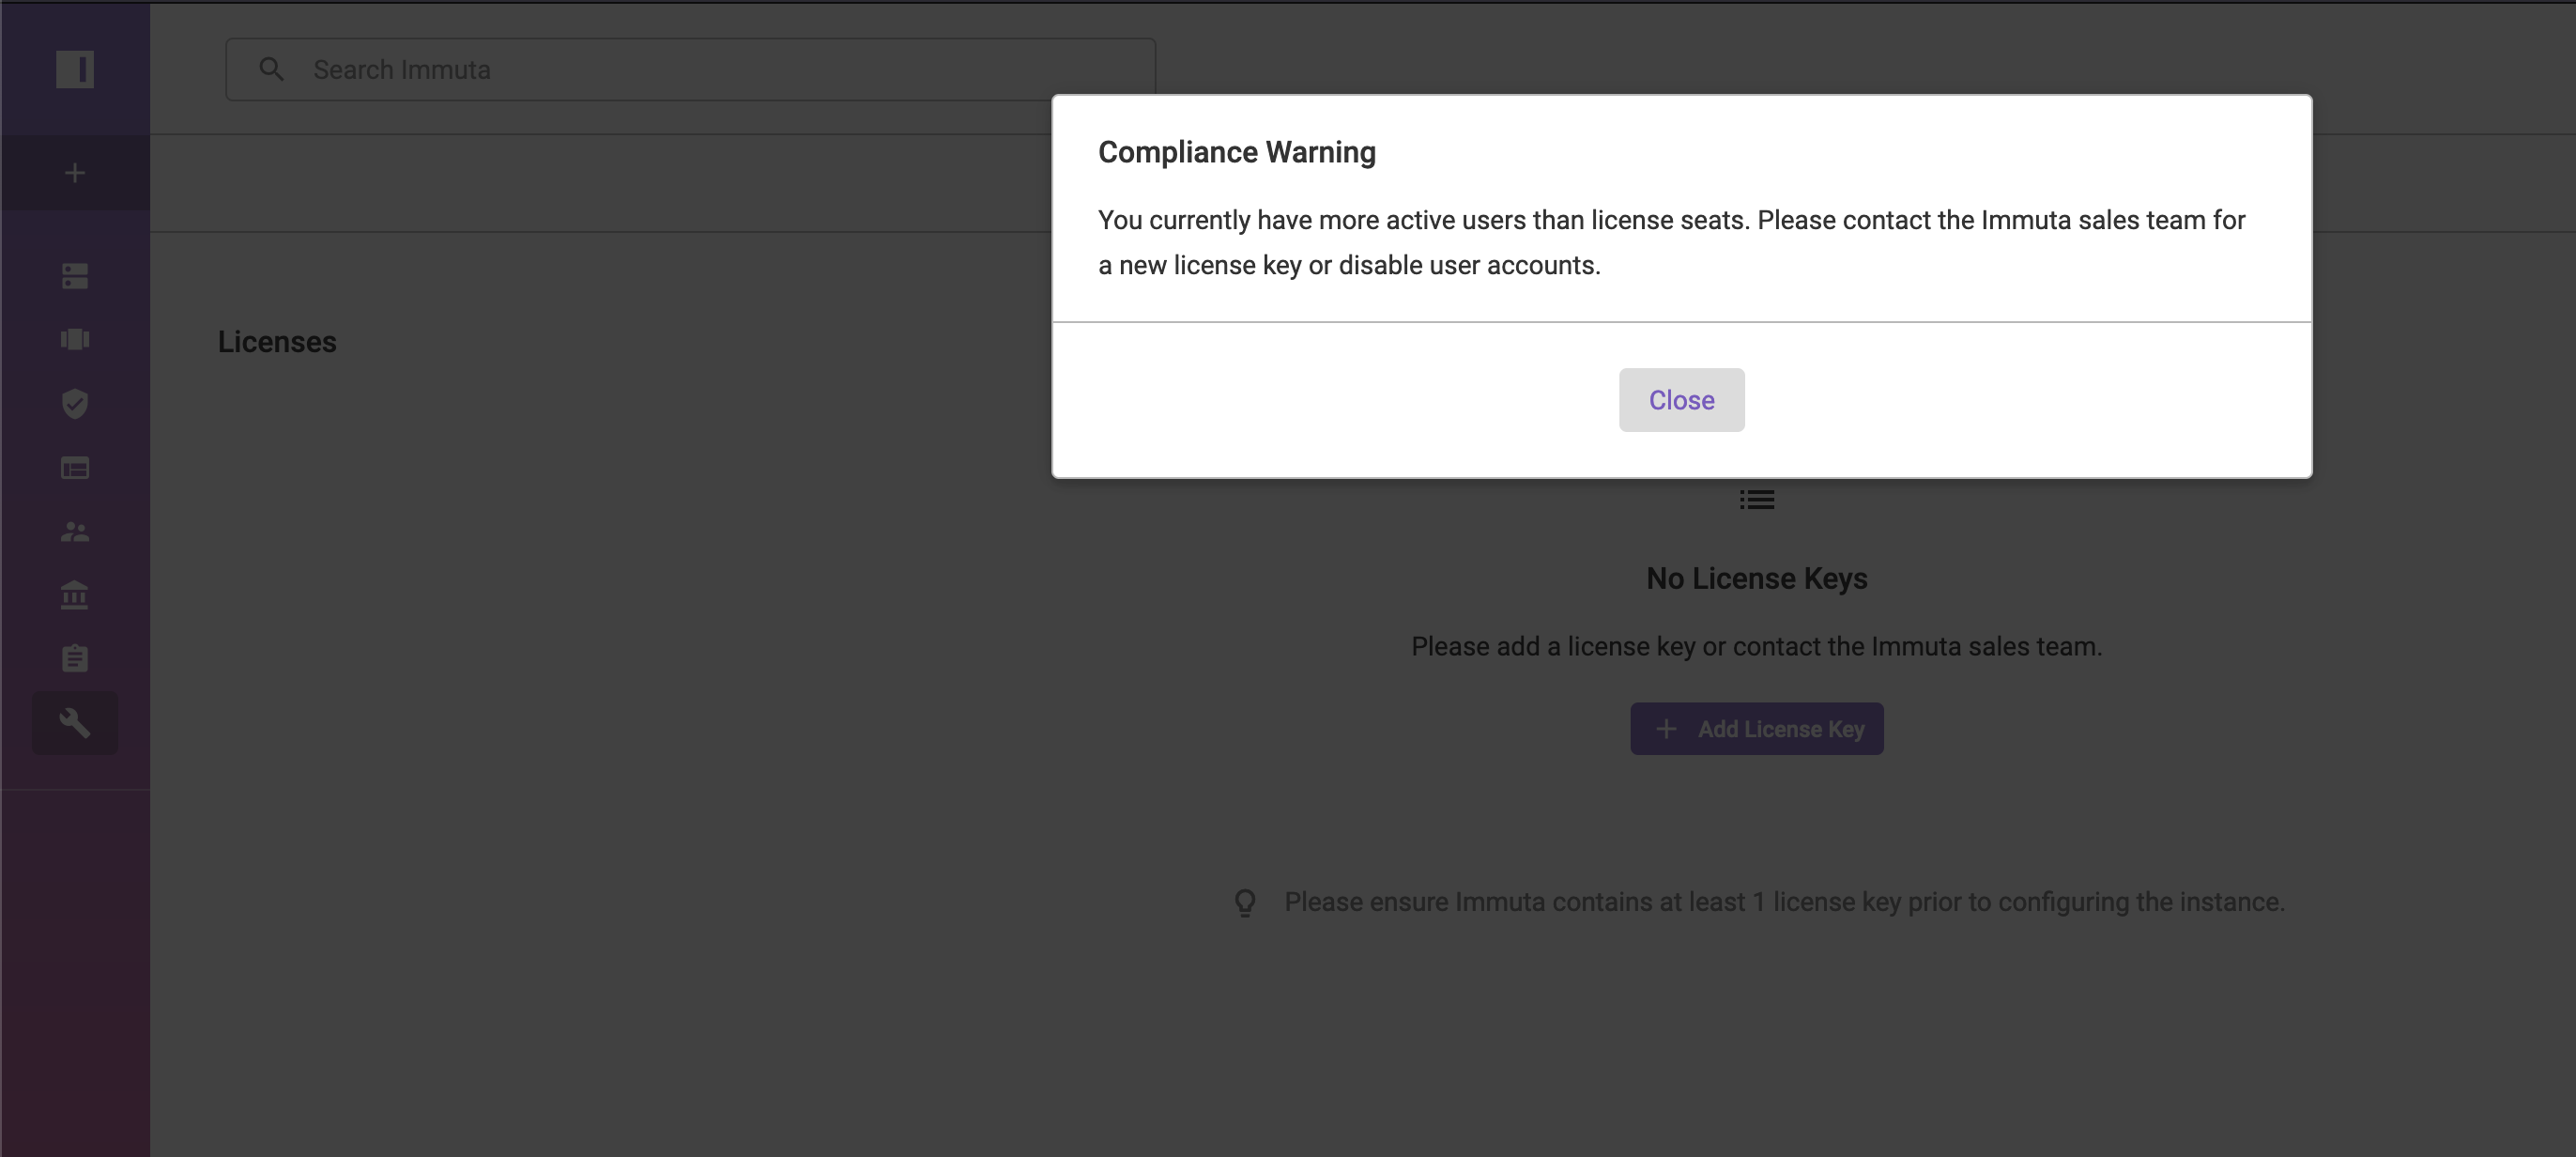 Search Immuta
Compliance Warning
You currently have more active users than license seats. Please contact the Immuta sales team for
a new license key or disable user accounts.
Close
Licenses
No License Keys
Please add a license key or contact the Immuta sales team.
Add License Key
Please ensure Immuta contains at least 1 license key prior to configuring the instance.